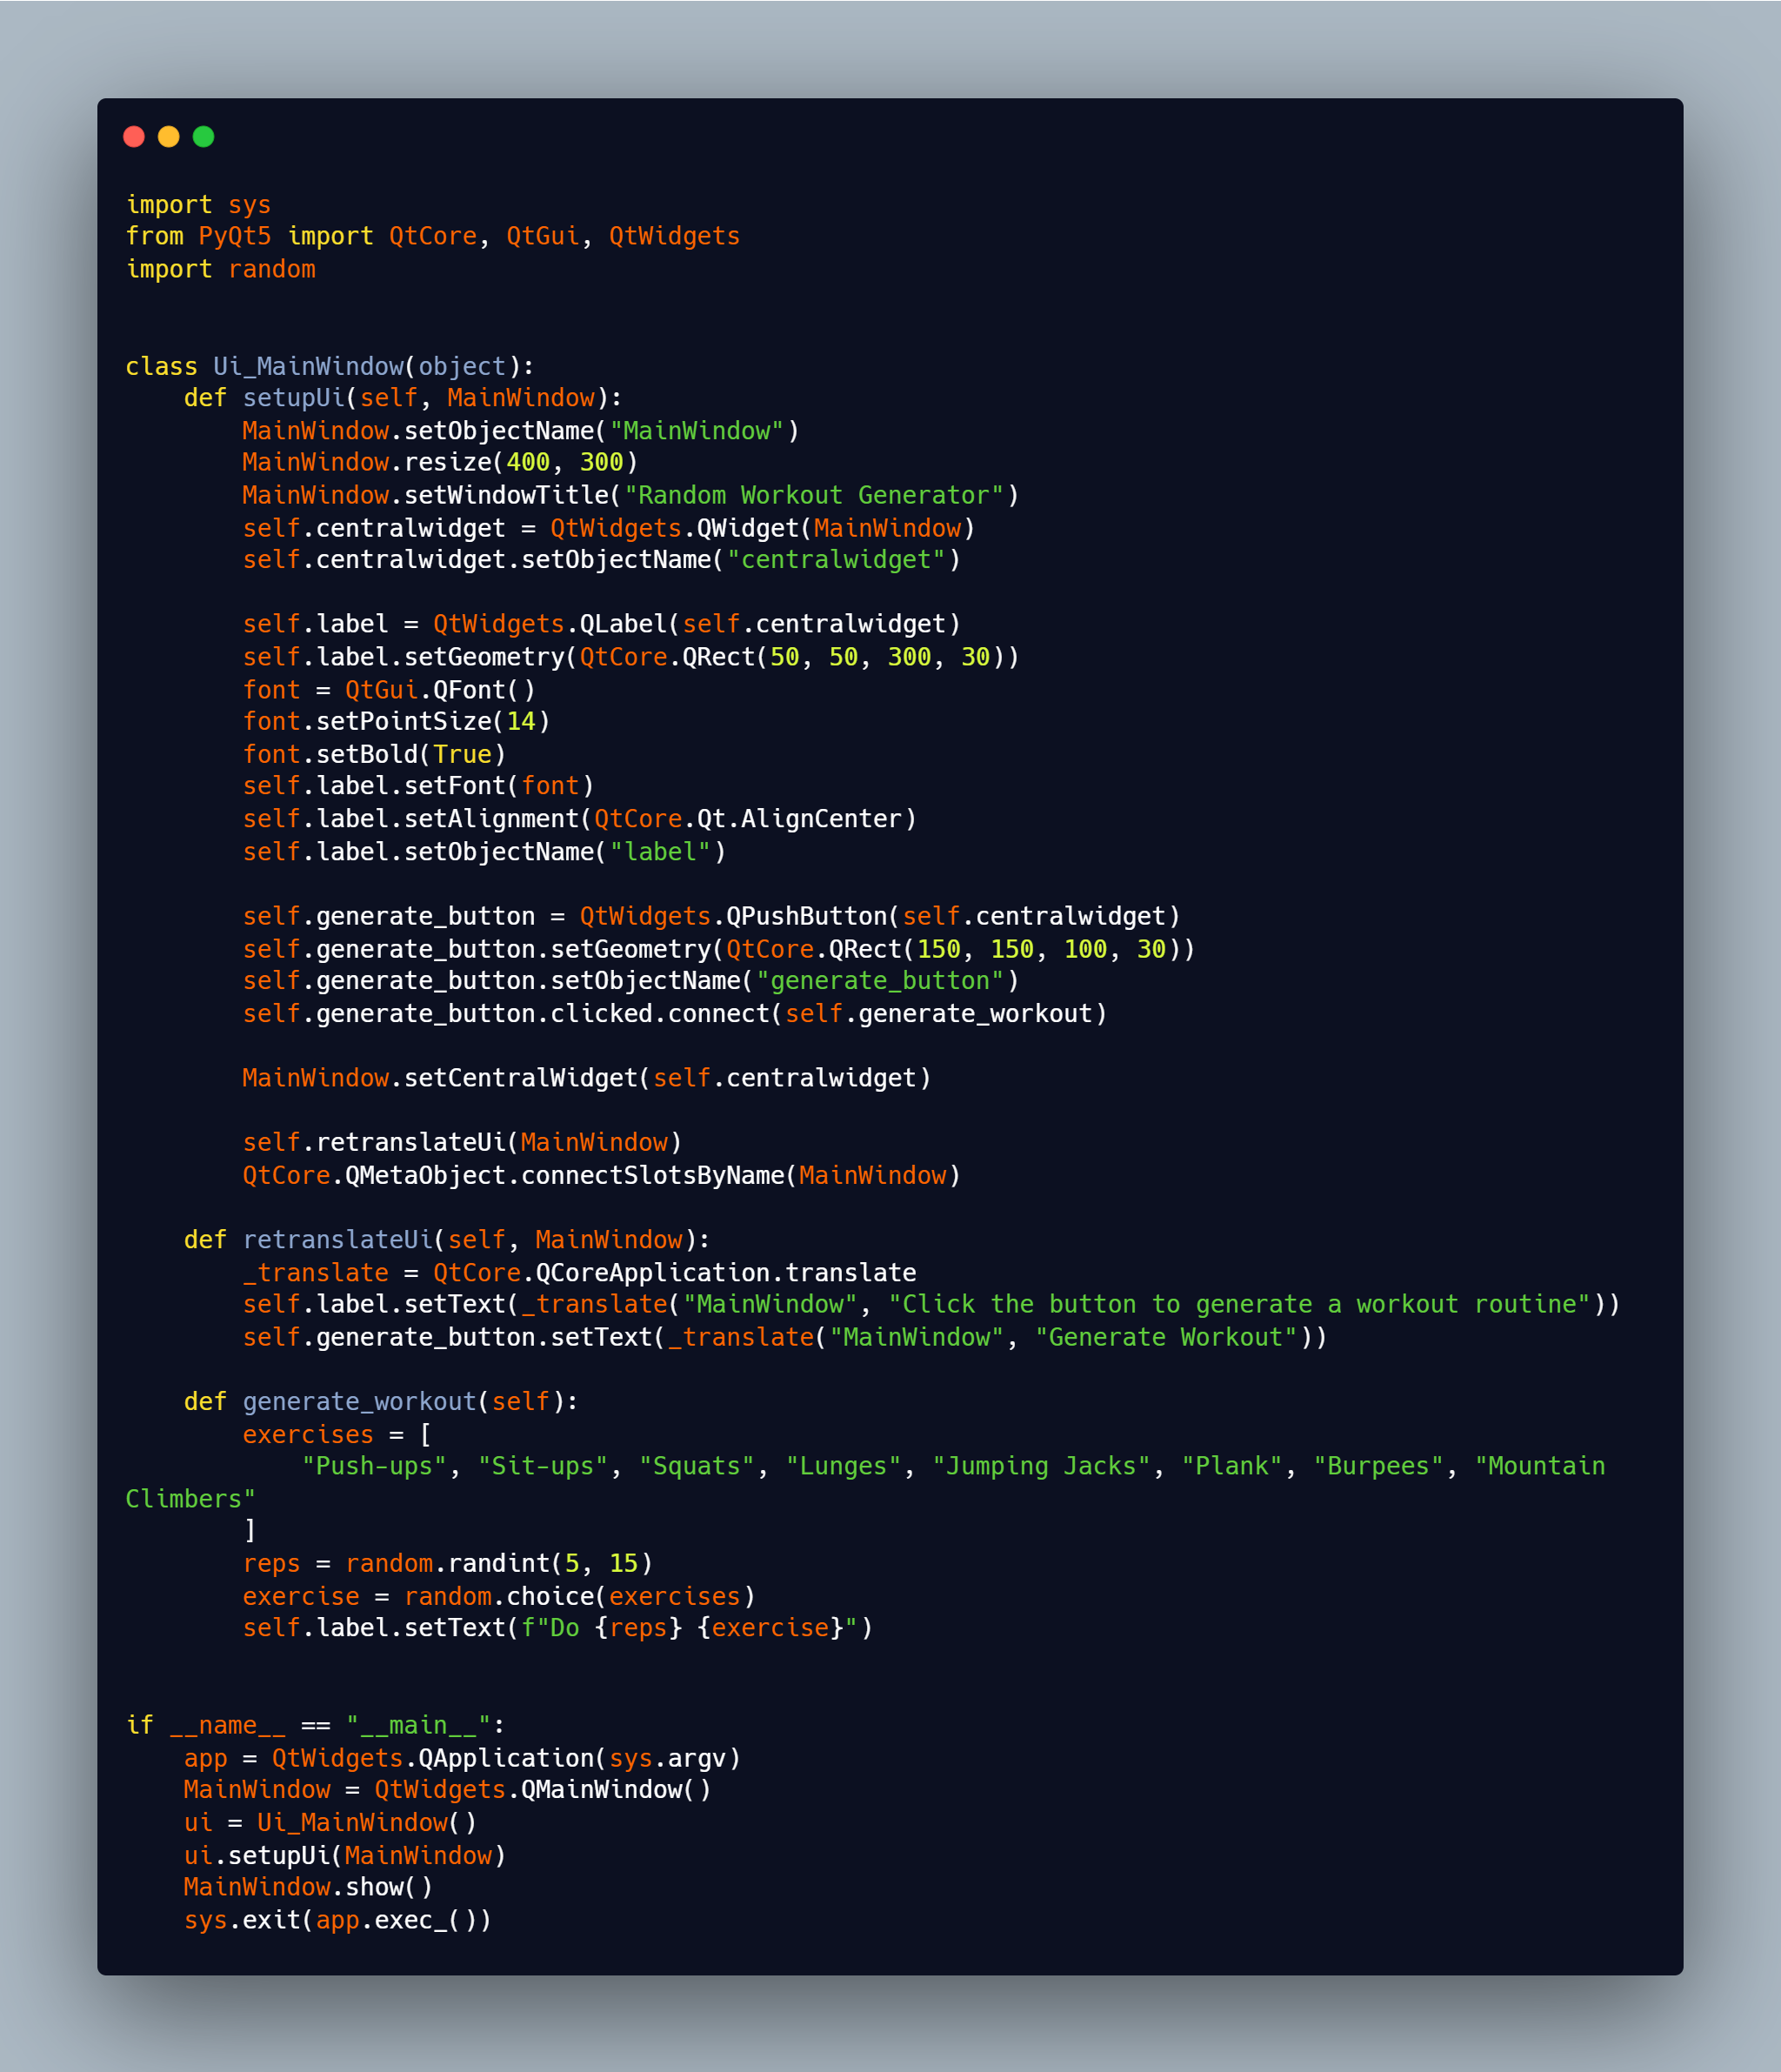 import sys
from PyQt5 import QtCore, QtGui, QtWidgets
import random
class Ui_MainWindow(object):
    def setupUi(self, MainWindow):
        MainWindow.setObjectName("MainWindow")
        MainWindow.resize(400, 300)
        MainWindow.setWindowTitle("Random Workout Generator")
        self.centralwidget = QtWidgets.QWidget(MainWindow)
        self.centralwidget.setObjectName("centralwidget")
        self.label = QtWidgets.QLabel(self.centralwidget)
        self.label.setGeometry(QtCore.QRect(50, 50, 300, 30))
        font = QtGui.QFont()
        font.setPointSize(14)
        font.setBold(True)
        self.label.setFont(font)
        self.label.setAlignment(QtCore.Qt.AlignCenter)
        self.label.setObjectName("label")
        self.generate_button = QtWidgets.QPushButton(self.centralwidget)
        self.generate_button.setGeometry(QtCore.QRect(150, 150, 100, 30))
        self.generate_button.setObjectName("generate_button")
        self.generate_button.clicked.connect(self.generate_workout)
        MainWindow.setCentralWidget(self.centralwidget)
        self.retranslateUi(MainWindow)
        QtCore.QMetaObject.connectSlotsByName(MainWindow)
    def retranslateUi(self, MainWindow):
        _translate = QtCore.QCoreApplication.translate
        self.label.setText(_translate("MainWindow", "Click the button to generate a workout routine"))
        self.generate_button.setText(_translate("MainWindow", "Generate Workout"))
    def generate_workout(self):
        exercises = [
            "Push-ups", "Sit-ups", "Squats", "Lunges", "Jumping Jacks", "Plank", "Burpees", "Mountain
Climbers"
        ]
        reps = random.randint(5, 15)
        exercise = random.choice(exercises)
        self.label.setText(f"Do {reps} {exercise}")
if __name__ == "__main__":
    app = QtWidgets.QApplication(sys.argv)
    MainWindow = QtWidgets.QMainWindow()
    ui = Ui_MainWindow()
    ui.setupUi(MainWindow)
    MainWindow.show()
    sys.exit(app.exec_())